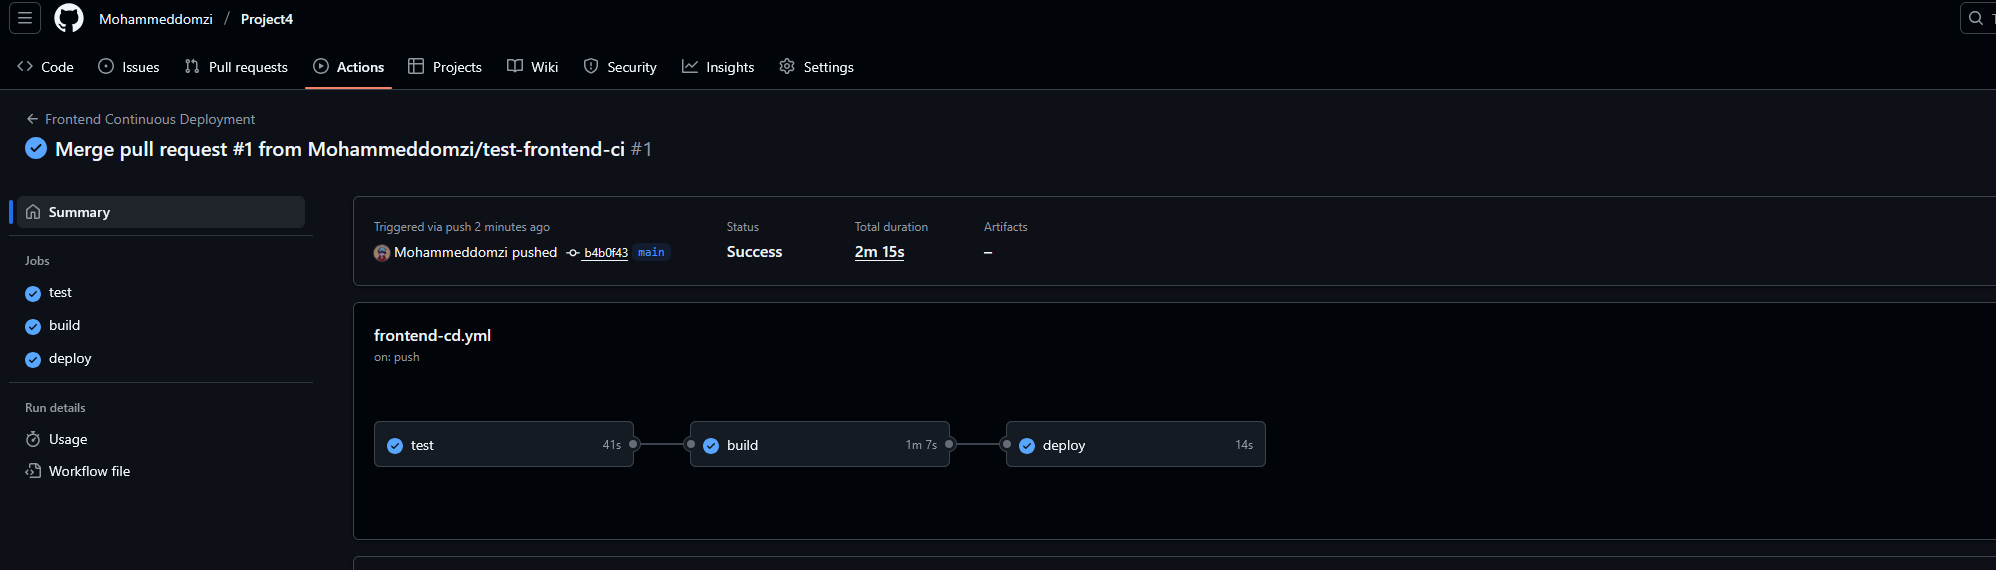 Mohammeddomzi / Project4
Code Issues Pull requests Actions Projects Wiki Security Insights Settings
Frontend Continuous Deployment
Merge pull request #1 from Mohammeddomzi/test-frontend-ci #1
Summary
Jobs
test
build
deploy
Run details
Usage
Workflow file
Triggered via push 2 minutes ago
Mohammeddomzi pushed b4b0f43 main
Status
Success
Total duration
2m 15s
Artifacts
–
frontend-cd.yml
on: push
test 41s
build 1m 7s
deploy 14s